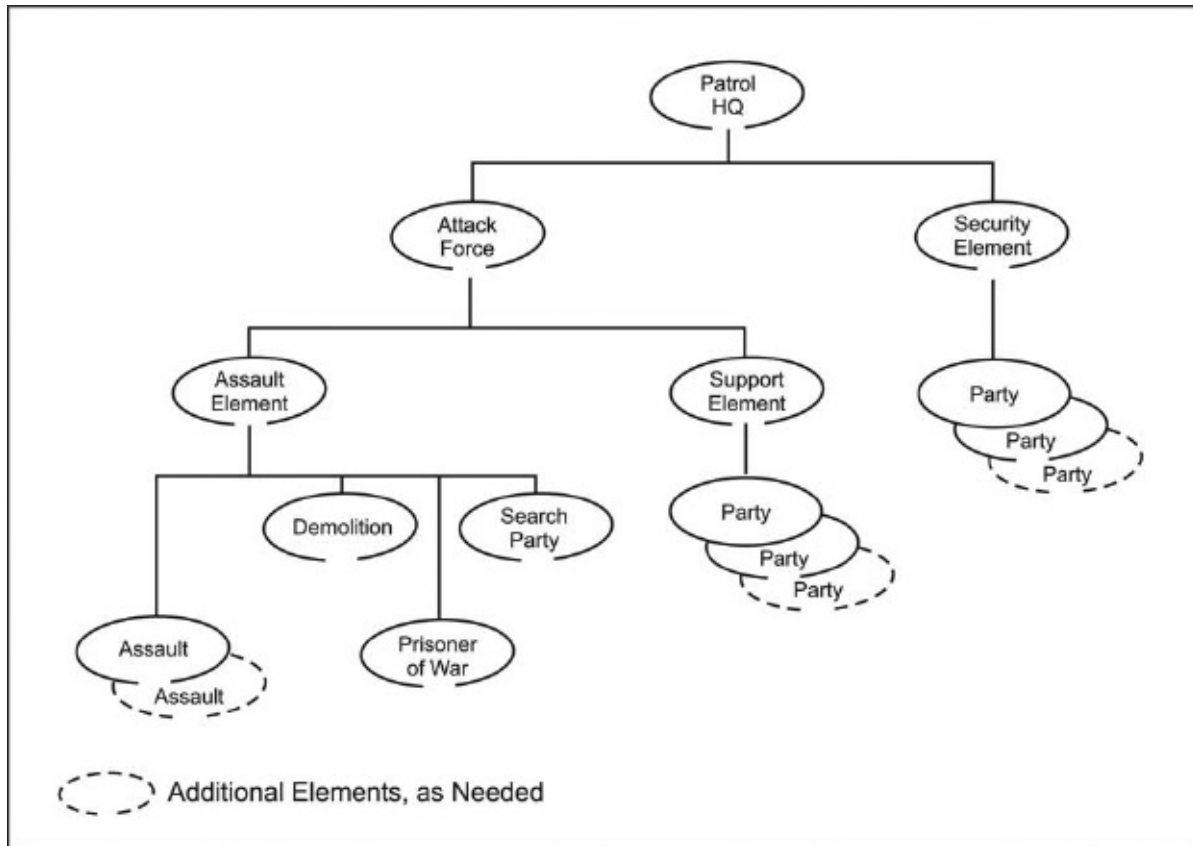 Patrol
HQ
Attack
Force
Security
Element
Assault
Element
Support
Element
Party
Party
Party
Demolition
Search
Party
Party
Party
Party
Assault
Assault
Prisoner
of War
Additional Elements, as Needed